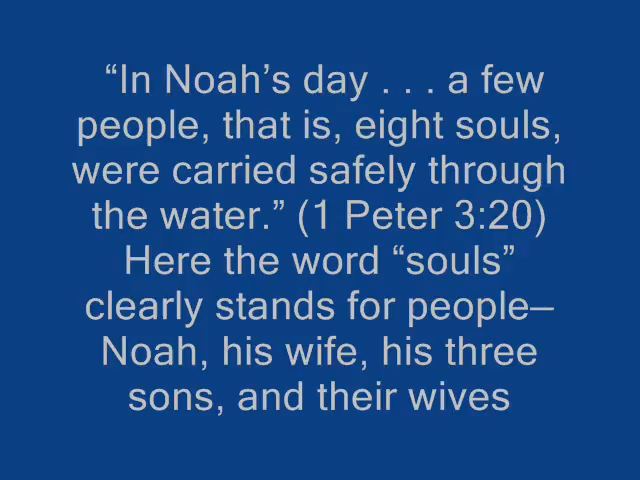 “In Noah’s day . . . a few
people, that is, eight souls,
were carried safely through
the water.” (1 Peter 3:20)
Here the word “souls”
clearly stands for people—
Noah, his wife, his three
sons, and their wives